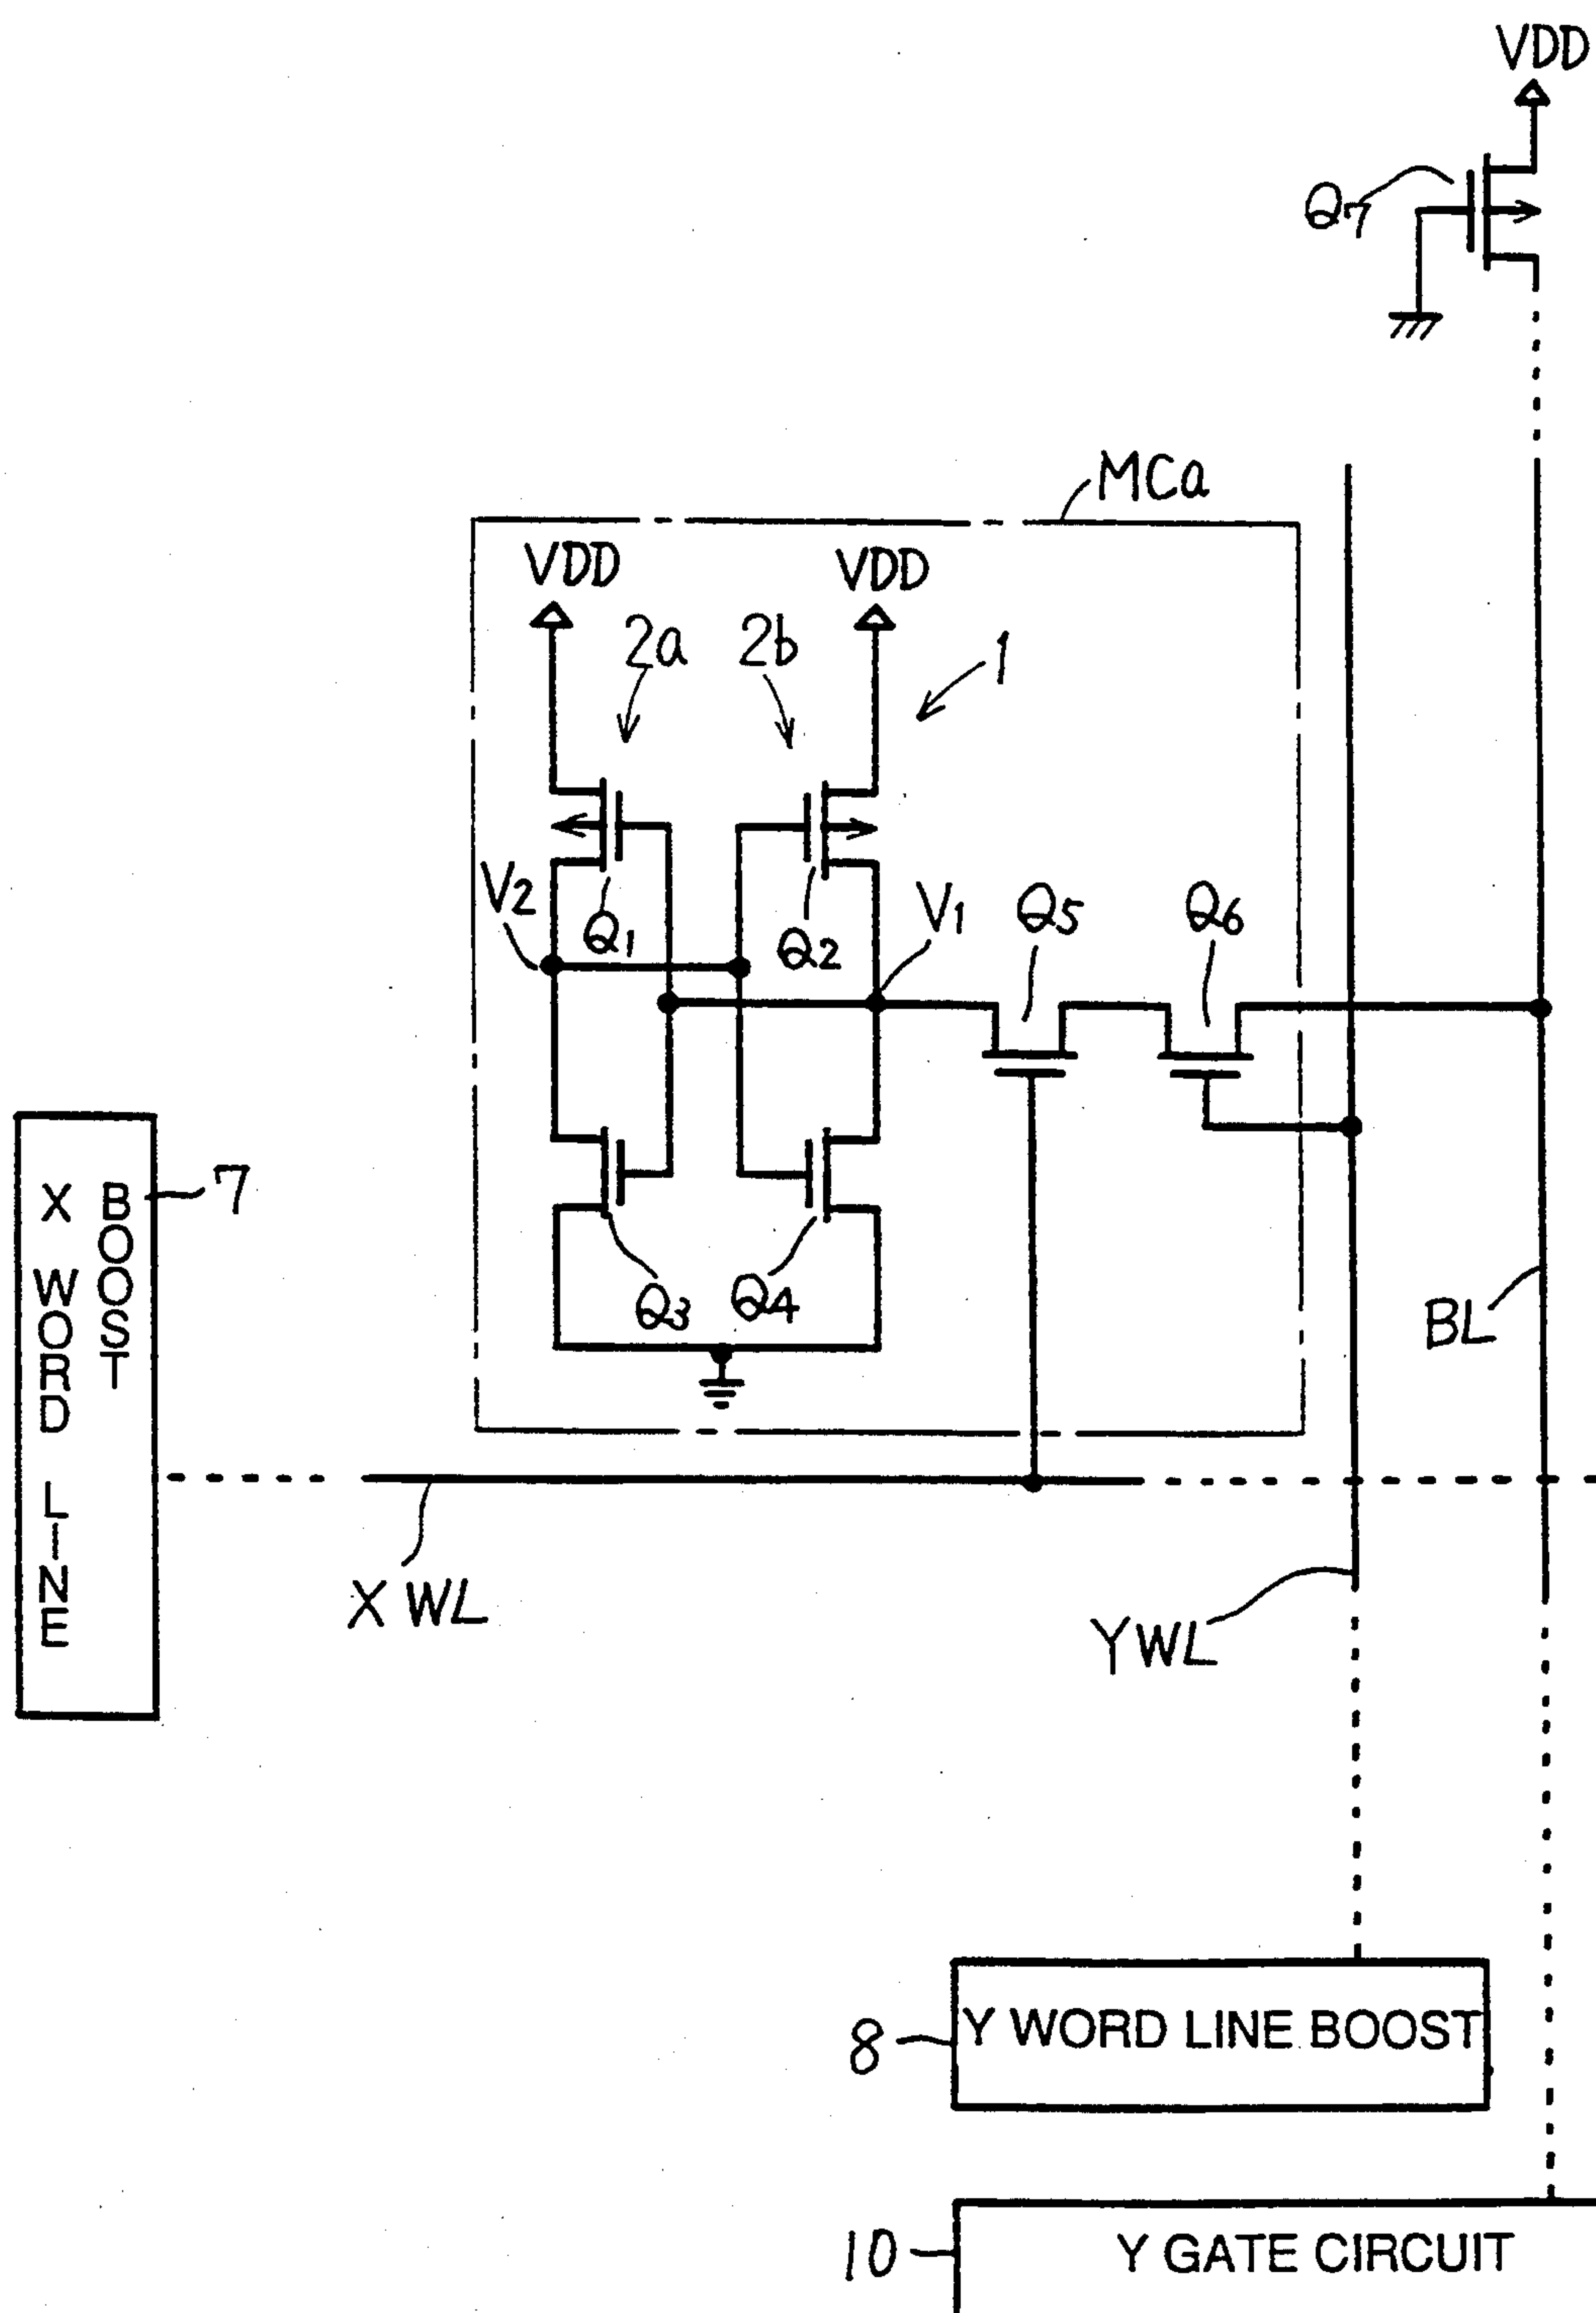 VDD
Q7
MCa
VDD
VDD
2a
2b
1
V2
Q1
Q2
V1
Q5
Q6
7
X WORD LINE
BOOST
Q3
Q4
BL
X WL
YWL
8
Y WORD LINE BOOST
10
Y GATE CIRCUIT